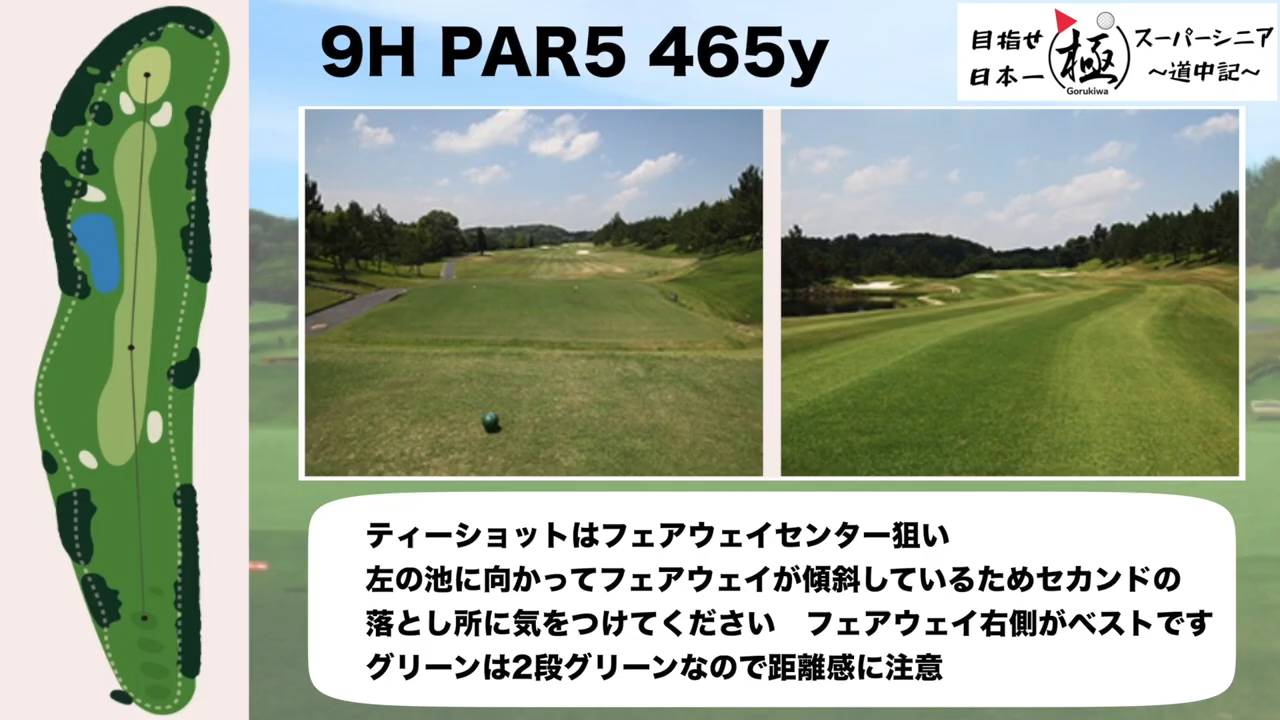 9H PAR5 465y
目指せ
日本一
極
Gorukiwa
スーパーシニア
〜道中記〜
ティーショットはフェアウェイセンター狙い
左の池に向かってフェアウェイが傾斜しているためセカンドの
落とし所に気をつけてください　フェアウェイ右側がベストです
グリーンは2段グリーンなので距離感に注意